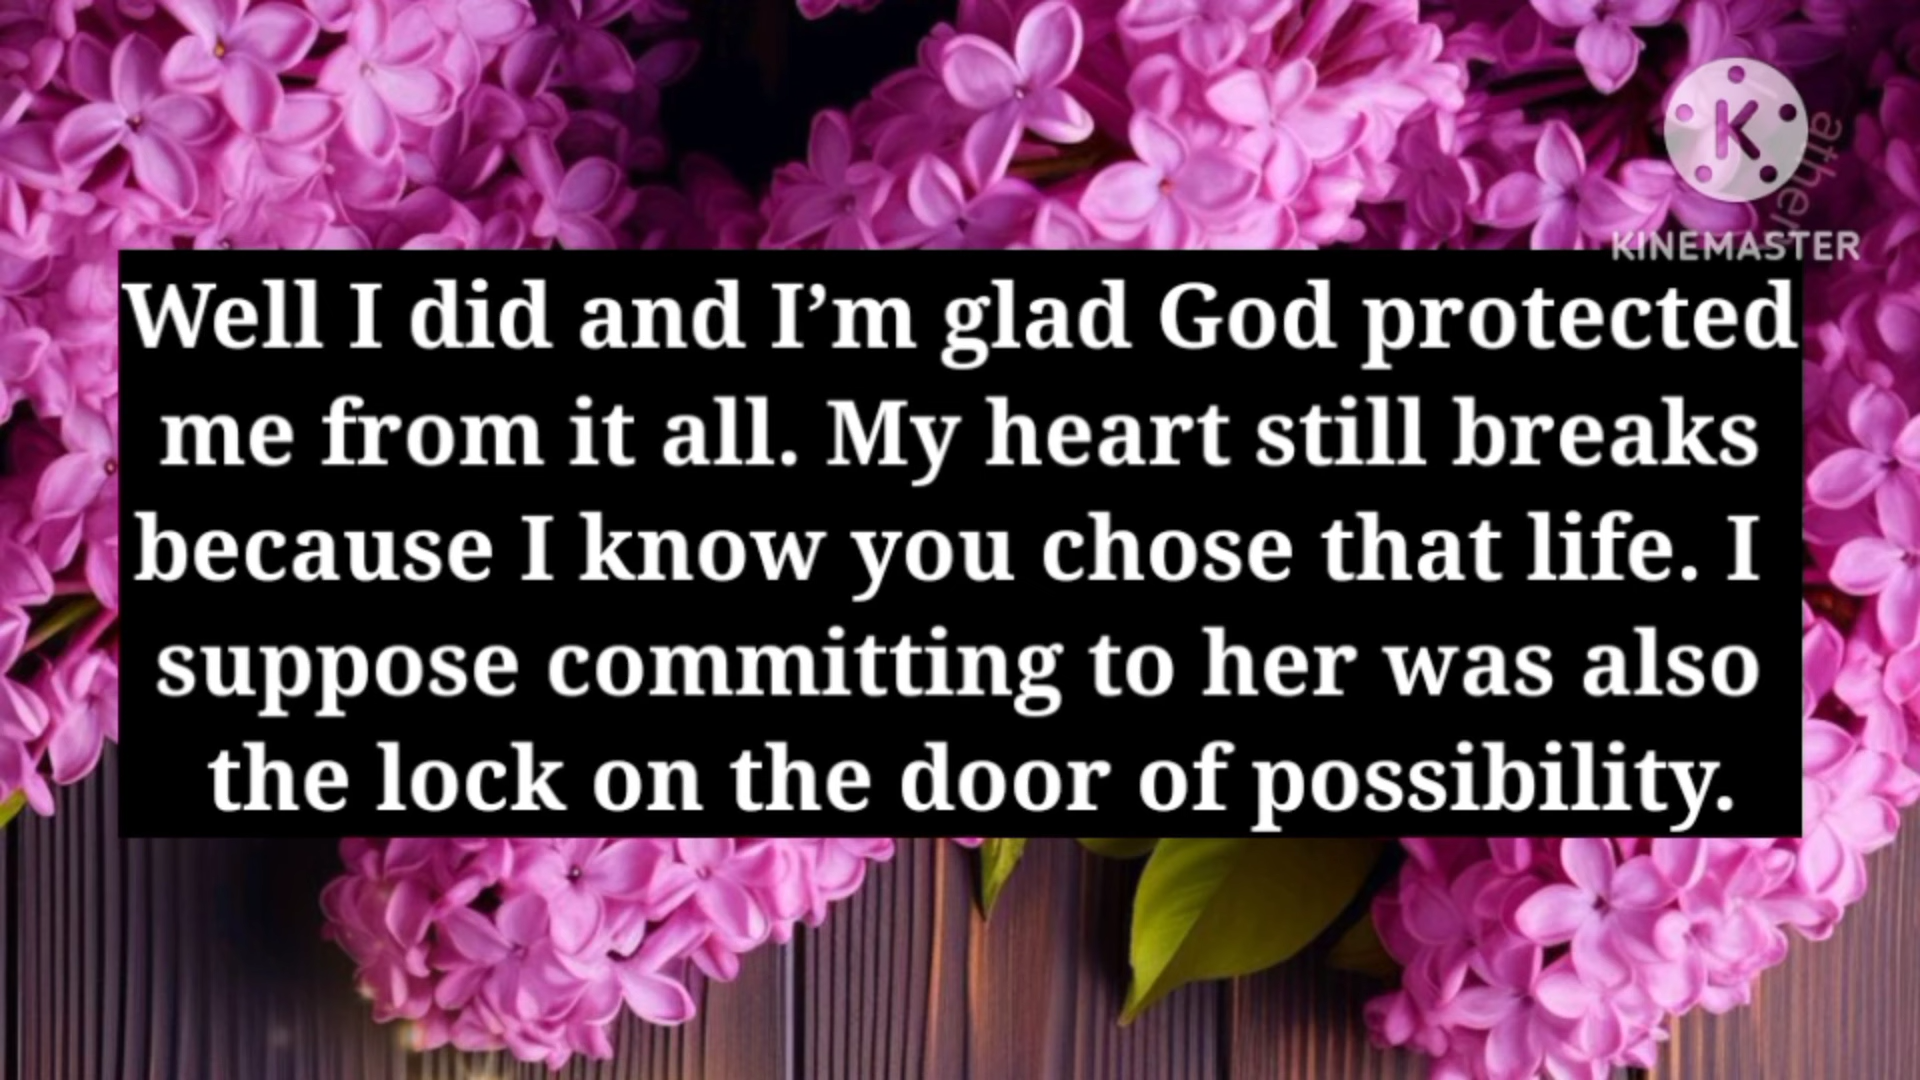 K
ather
KINEMASTER
Well I did and I’m glad God protected
me from it all. My heart still breaks
because I know you chose that life. I
suppose committing to her was also
the lock on the door of possibility.